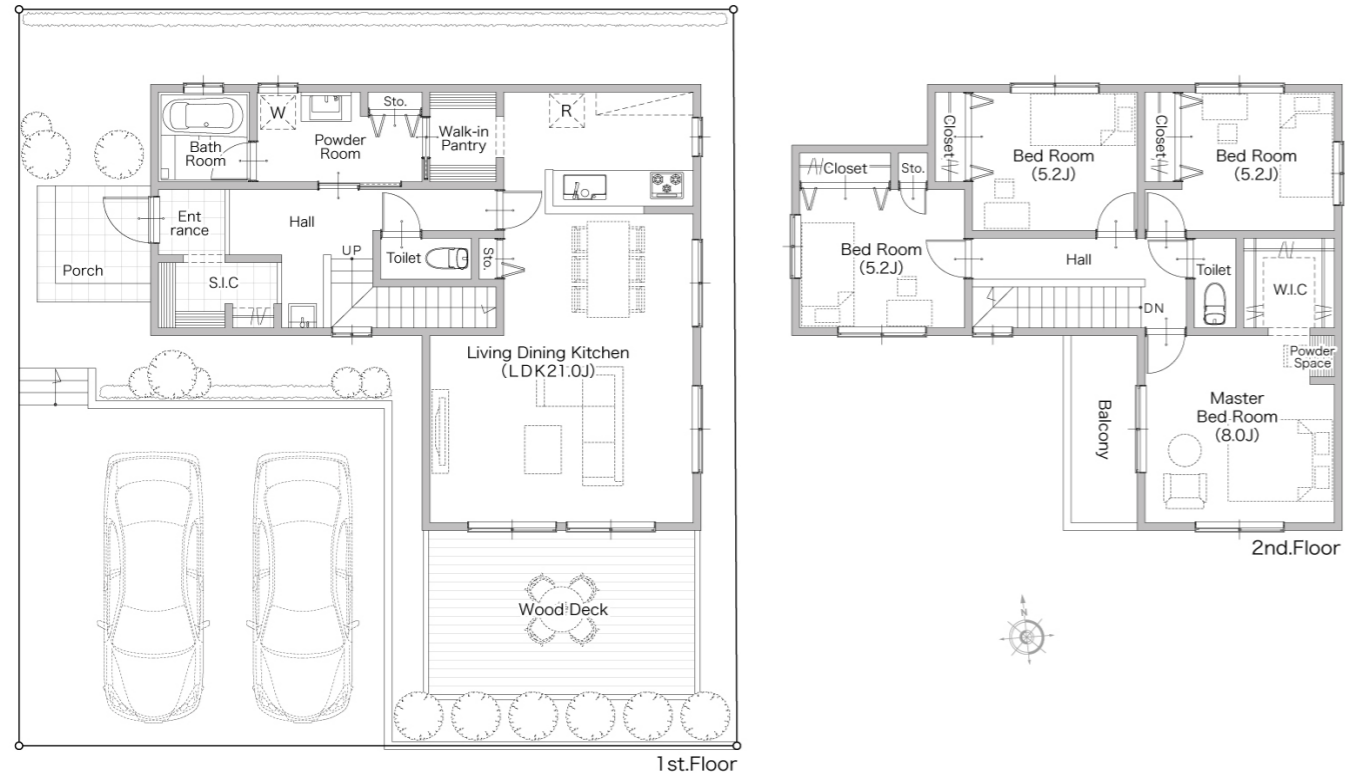 W
Sto.
R
Bath
Room
Powder
Room
Walk-in
Pantry
Ent
rance
Hall
Porch
UP
Toilet
Sto.
S.I.C
Living Dining Kitchen
(LDK21.0J)
Wood Deck
1st.Floor
Closet
Bed Room
(5.2J)
Closet
Bed Room
(5.2J)
Closet
Sto.
Bed Room
(5.2J)
Hall
Toilet
W.I.C
DN
Powder
Space
Balcony
Master
Bed Room
(8.0J)
2nd.Floor
N